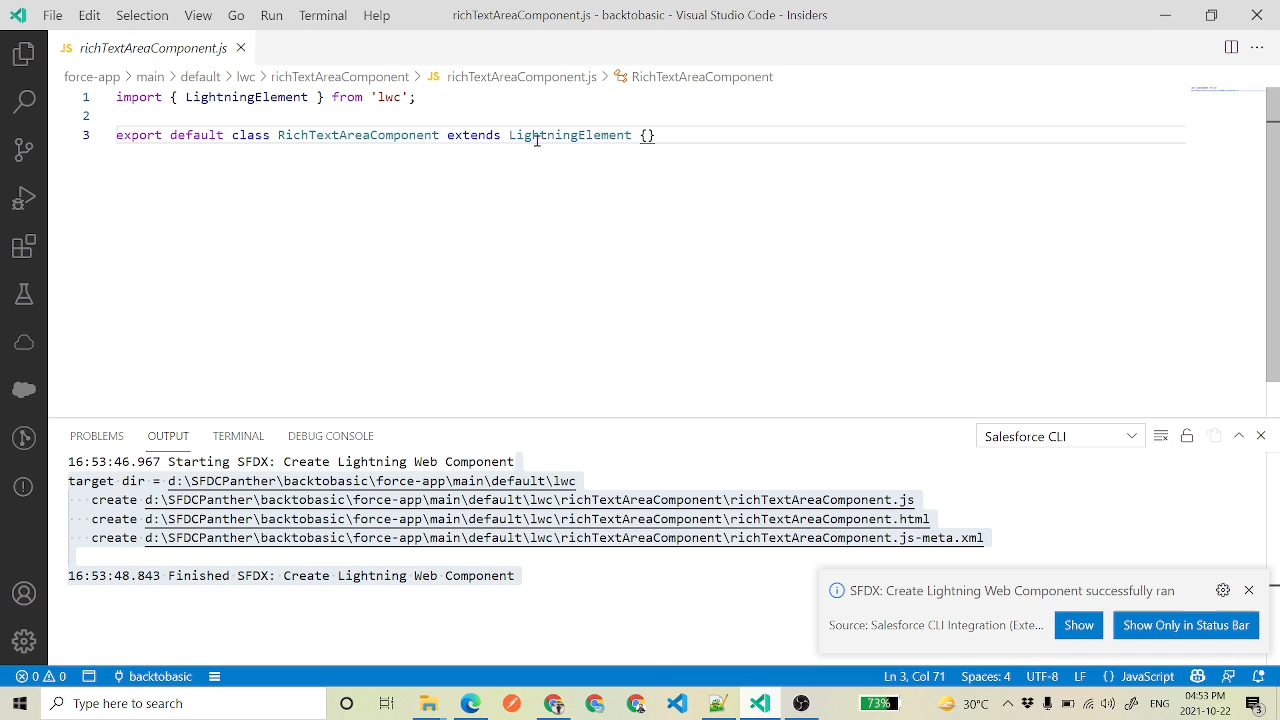 File Edit Selection View Go Run Terminal Help richTextAreaComponent.js - backtobasic - Visual Studio Code - Insiders
JS richTextAreaComponent.js
force-app > main > default > lwc > richTextAreaComponent > JS richTextAreaComponent.js > RichTextAreaComponent
1 import { LightningElement } from 'lwc';
2
3 export default class RichTextAreaComponent extends LightningElement {}
PROBLEMS OUTPUT TERMINAL DEBUG CONSOLE Salesforce CLI
16:53:46.967 Starting SFDX: Create Lightning Web Component
target dir = d:\SFDCPanther\backtobasic\force-app\main\default\lwc
create d:\SFDCPanther\backtobasic\force-app\main\default\lwc\richTextAreaComponent\richTextAreaComponent.js
create d:\SFDCPanther\backtobasic\force-app\main\default\lwc\richTextAreaComponent\richTextAreaComponent.html
create d:\SFDCPanther\backtobasic\force-app\main\default\lwc\richTextAreaComponent\richTextAreaComponent.js-meta.xml
16:53:48.843 Finished SFDX: Create Lightning Web Component
SFDX: Create Lightning Web Component successfully ran
Source: Salesforce CLI Integration (Exte... Show Show Only in Status Bar
0 0 backtobasic Ln 3, Col 71 Spaces: 4 UTF-8 LF {} JavaScript
Type here to search 73% 30°C ENG 04:53 PM
2021-10-22 3